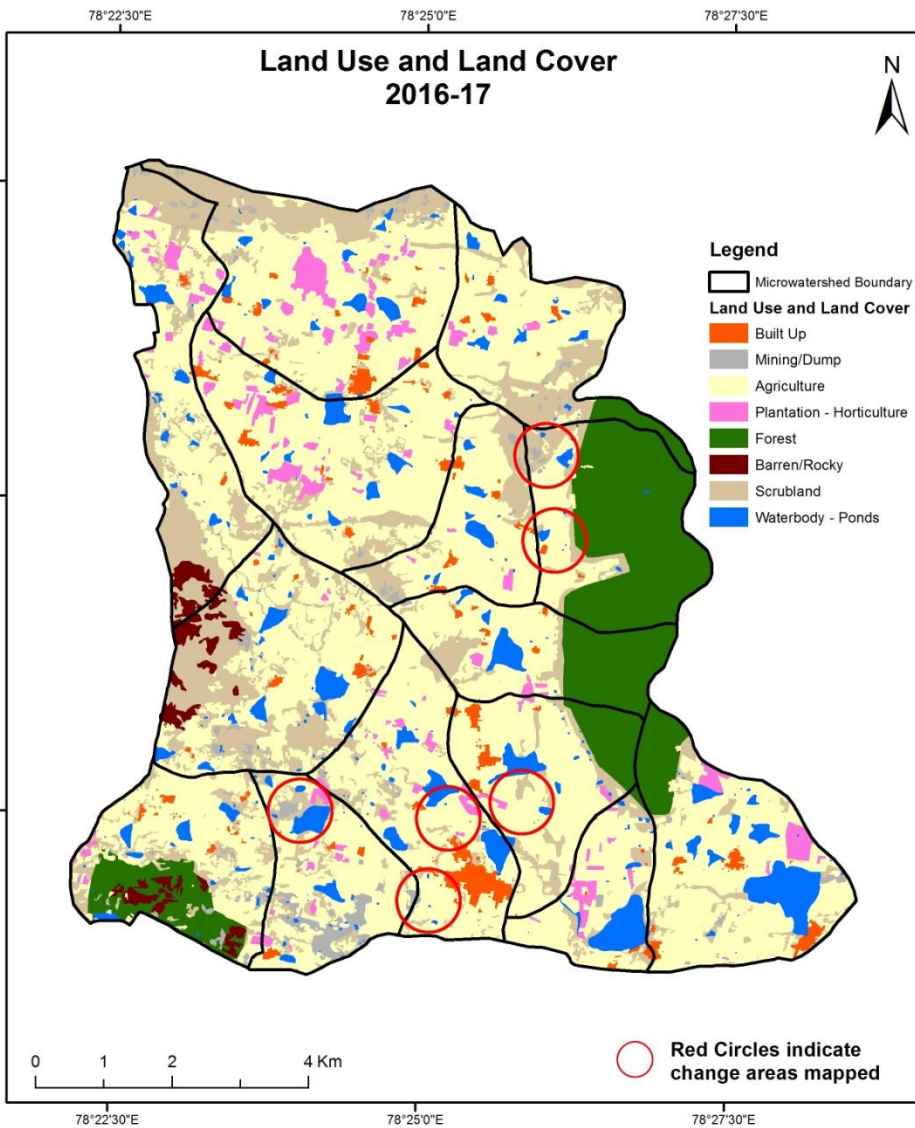 78°22'30"E
78°25'0"E
78°27'30"E
Land Use and Land Cover
2016-17
N
Legend
Microwatershed Boundary
Land Use and Land Cover
Built Up
Mining/Dump
Agriculture
Plantation - Horticulture
Forest
Barren/Rocky
Scrubland
Waterbody - Ponds
0 1 2 4 Km
Red Circles indicate
change areas mapped
78°22'30"E
78°25'0"E
78°27'30"E